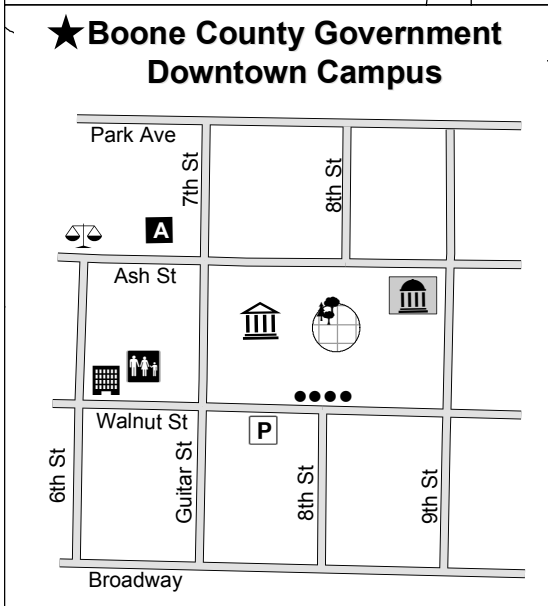 Boone County Government
Downtown Campus
Park Ave
7th St
8th St
A
Ash St
Walnut St
P
6th St
Guitar St
8th St
9th St
Broadway